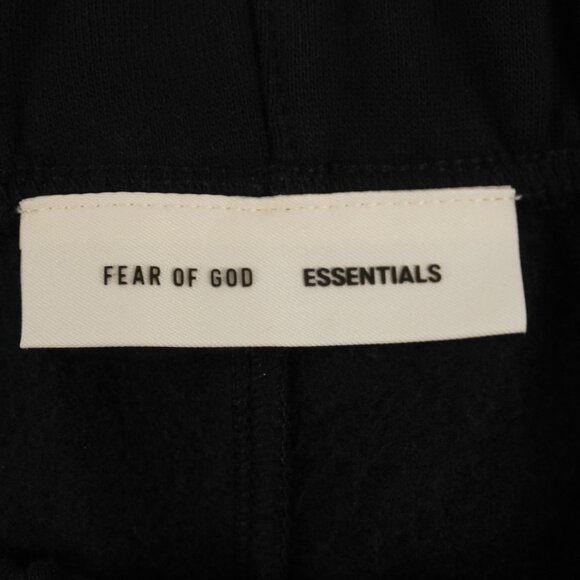 FEAR OF GOD ESSENTIALS